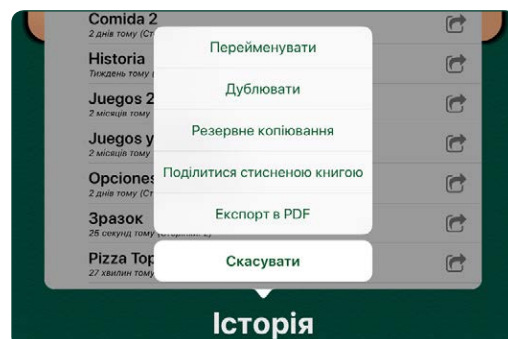 Comida 2
2 днів тому (Ст
Перейменувати
Historia
Тиждень тому
Дублювати
Juegos 2
2 місяців тому
Резервне копіювання
Juegos y
2 місяців тому
Поділитися стисненою книгою
Opciones
2 днів тому (Ст
Експорт в PDF
Зразок
25 секунд тому
Pizza Top
27 хвилин тому
Скасувати
Історія